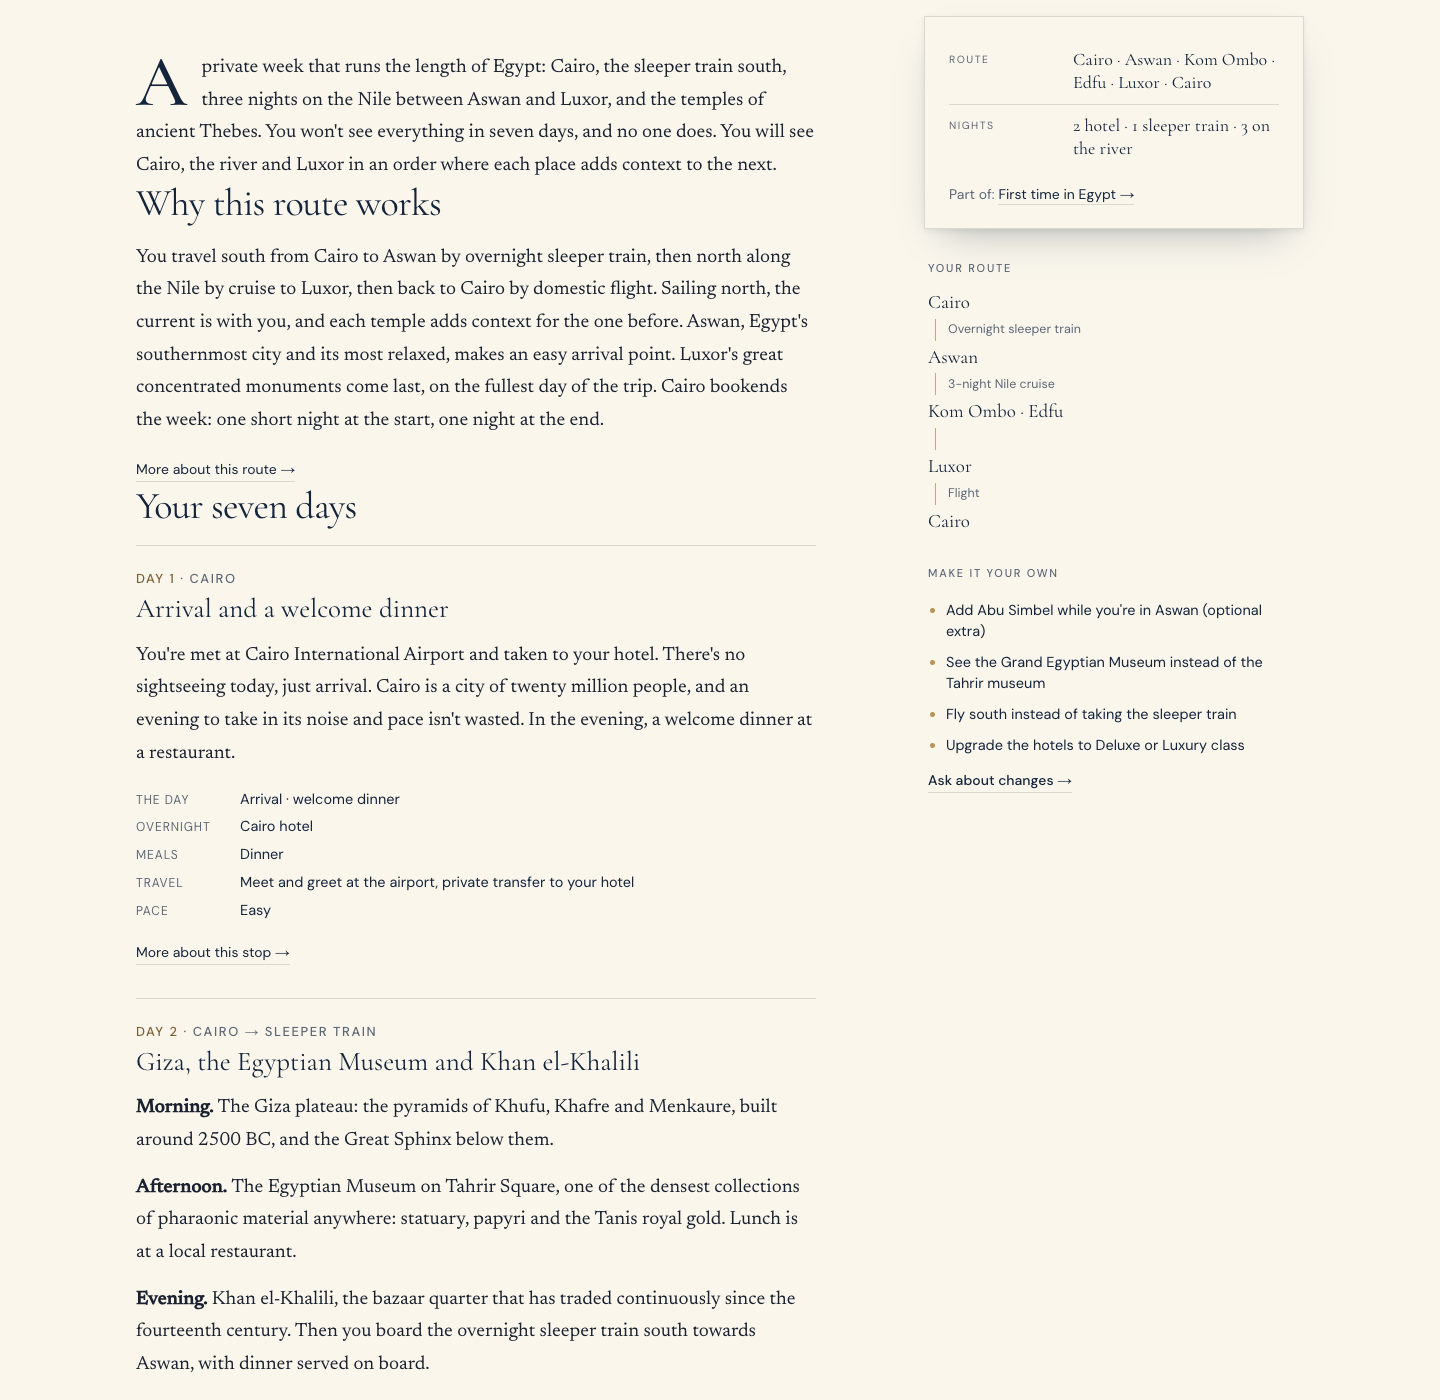 A private week that runs the length of Egypt: Cairo, the sleeper train south,
three nights on the Nile between Aswan and Luxor, and the temples of
ancient Thebes. You won't see everything in seven days, and no one does. You will see
Cairo, the river and Luxor in an order where each place adds context to the next.
Why this route works
You travel south from Cairo to Aswan by overnight sleeper train, then north along
the Nile by cruise to Luxor, then back to Cairo by domestic flight. Sailing north, the
current is with you, and each temple adds context for the one before. Aswan, Egypt's
southernmost city and its most relaxed, makes an easy arrival point. Luxor's great
concentrated monuments come last, on the fullest day of the trip. Cairo bookends
the week: one short night at the start, one night at the end.
More about this route →
Your seven days
DAY 1 · CAIRO
Arrival and a welcome dinner
You're met at Cairo International Airport and taken to your hotel. There's no
sightseeing today, just arrival. Cairo is a city of twenty million people, and an
evening to take in its noise and pace isn't wasted. In the evening, a welcome dinner at
a restaurant.
THE DAY Arrival · welcome dinner
OVERNIGHT Cairo hotel
MEALS Dinner
TRAVEL Meet and greet at the airport, private transfer to your hotel
PACE Easy
More about this stop →
DAY 2 · CAIRO → SLEEPER TRAIN
Giza, the Egyptian Museum and Khan el-Khalili
Morning. The Giza plateau: the pyramids of Khufu, Khafre and Menkaure, built
around 2500 BC, and the Great Sphinx below them.
Afternoon. The Egyptian Museum on Tahrir Square, one of the densest collections
of pharaonic material anywhere: statuary, papyri and the Tanis royal gold. Lunch is
at a local restaurant.
Evening. Khan el-Khalili, the bazaar quarter that has traded continuously since the
fourteenth century. Then you board the overnight sleeper train south towards
Aswan, with dinner served on board.
ROUTE Cairo · Aswan · Kom Ombo ·
Edfu · Luxor · Cairo
NIGHTS 2 hotel · 1 sleeper train · 3 on
the river
Part of: First time in Egypt →
YOUR ROUTE
Cairo
Overnight sleeper train
Aswan
3-night Nile cruise
Kom Ombo · Edfu
Luxor
Flight
Cairo
MAKE IT YOUR OWN
• Add Abu Simbel while you're in Aswan (optional
extra)
• See the Grand Egyptian Museum instead of the
Tahrir museum
• Fly south instead of taking the sleeper train
• Upgrade the hotels to Deluxe or Luxury class
Ask about changes →